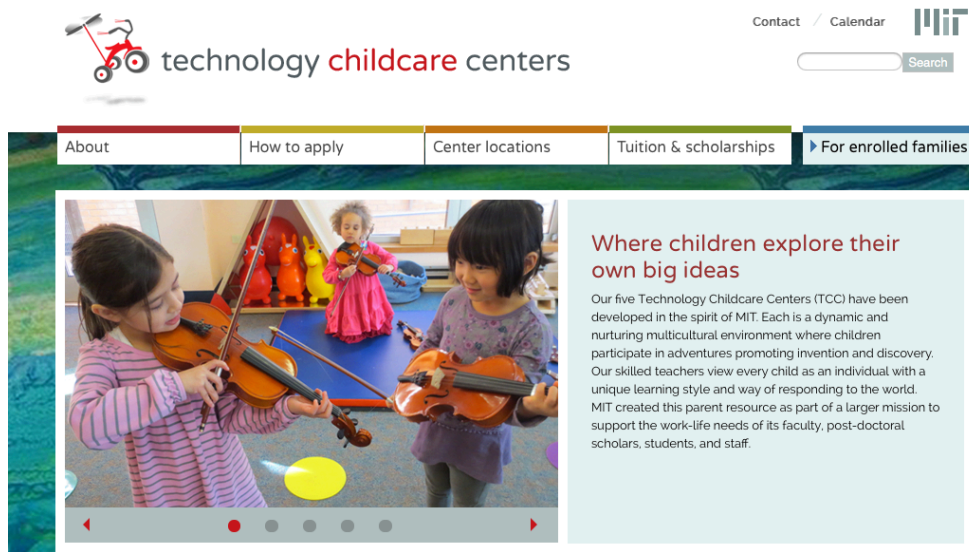 Contact / Calendar
MIT
technology childcare centers
Search
About
How to apply
Center locations
Tuition & scholarships
For enrolled families
Where children explore their
own big ideas
Our five Technology Childcare Centers (TCC) have been
developed in the spirit of MIT. Each is a dynamic and
nurturing multicultural environment where children
participate in adventures promoting invention and discovery.
Our skilled teachers view every child as an individual with a
unique learning style and way of responding to the world.
MIT created this parent resource as part of a larger mission to
support the work-life needs of its faculty, post-doctoral
scholars, students, and staff.